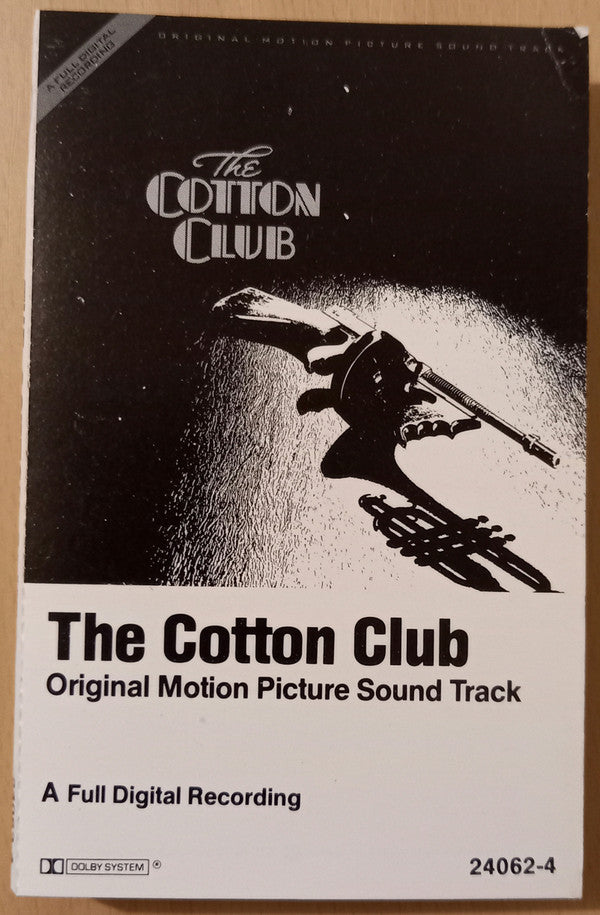 A FULL DIGITAL
RECORDING
ORIGINAL MOTION PICTURE SOUND TRACK
The
COTTON
CLUB
The Cotton Club
Original Motion Picture Sound Track
A Full Digital Recording
DOLBY SYSTEM ®
24062-4